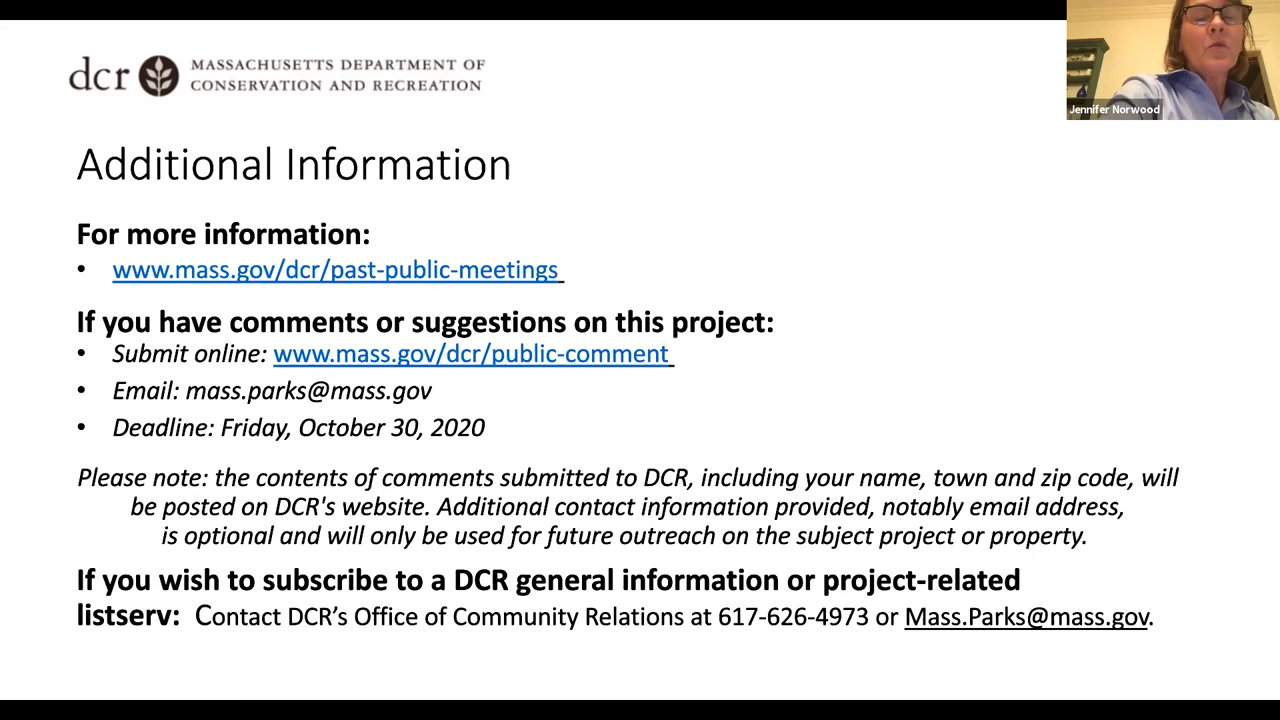 dcr MASSACHUSETTS DEPARTMENT OF
CONSERVATION AND RECREATION
Jennifer Norwood
Additional Information
For more information:
• www.mass.gov/dcr/past-public-meetings
If you have comments or suggestions on this project:
• Submit online: www.mass.gov/dcr/public-comment
• Email: mass.parks@mass.gov
• Deadline: Friday, October 30, 2020
Please note: the contents of comments submitted to DCR, including your name, town and zip code, will
be posted on DCR's website. Additional contact information provided, notably email address,
is optional and will only be used for future outreach on the subject project or property.
If you wish to subscribe to a DCR general information or project-related
listserv: Contact DCR’s Office of Community Relations at 617-626-4973 or Mass.Parks@mass.gov.